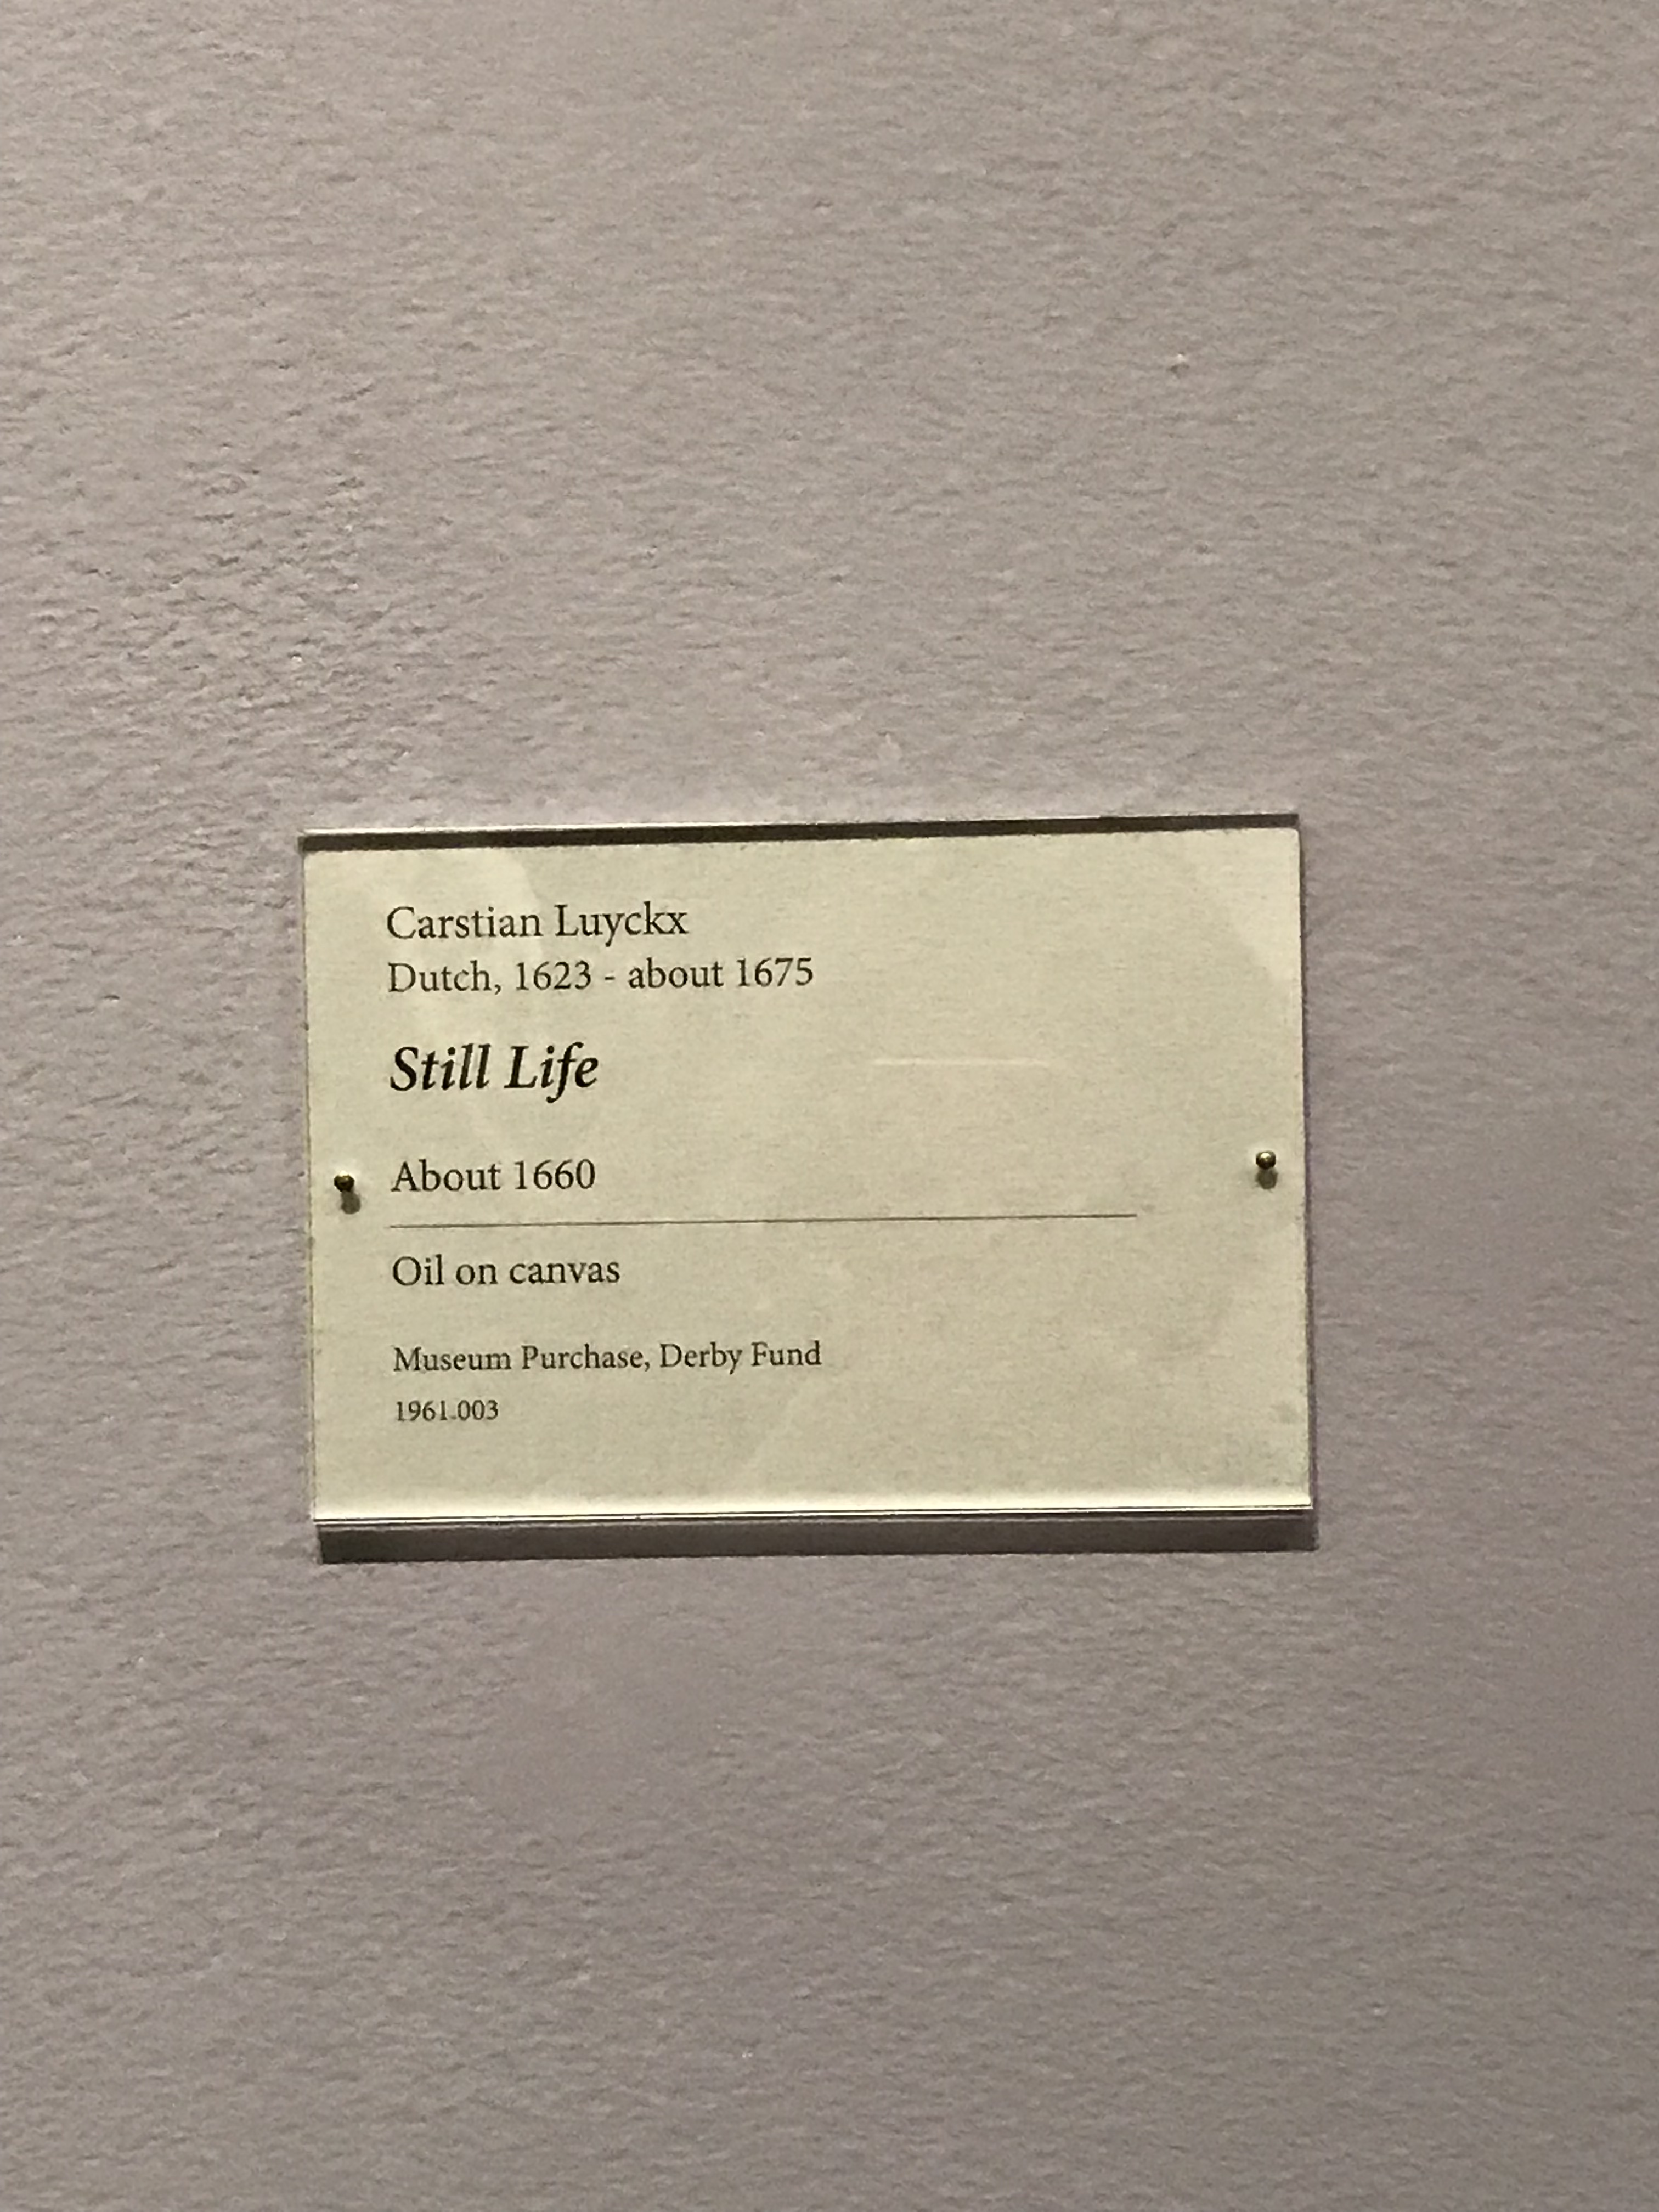 Carstian Luyckx
Dutch, 1623 - about 1675
Still Life
About 1660
Oil on canvas
Museum Purchase, Derby Fund
1961.003